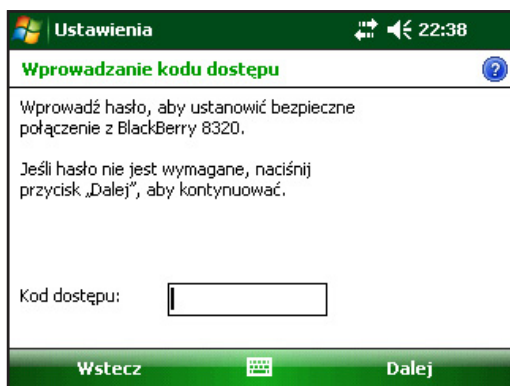 Ustawienia 22:38
Wprowadzanie kodu dostępu ?
Wprowadź hasło, aby ustanowić bezpieczne
połączenie z BlackBerry 8320.
Jeśli hasło nie jest wymagane, naciśnij
przycisk „Dalej”, aby kontynuować.
Kod dostępu:
Wstecz Dalej